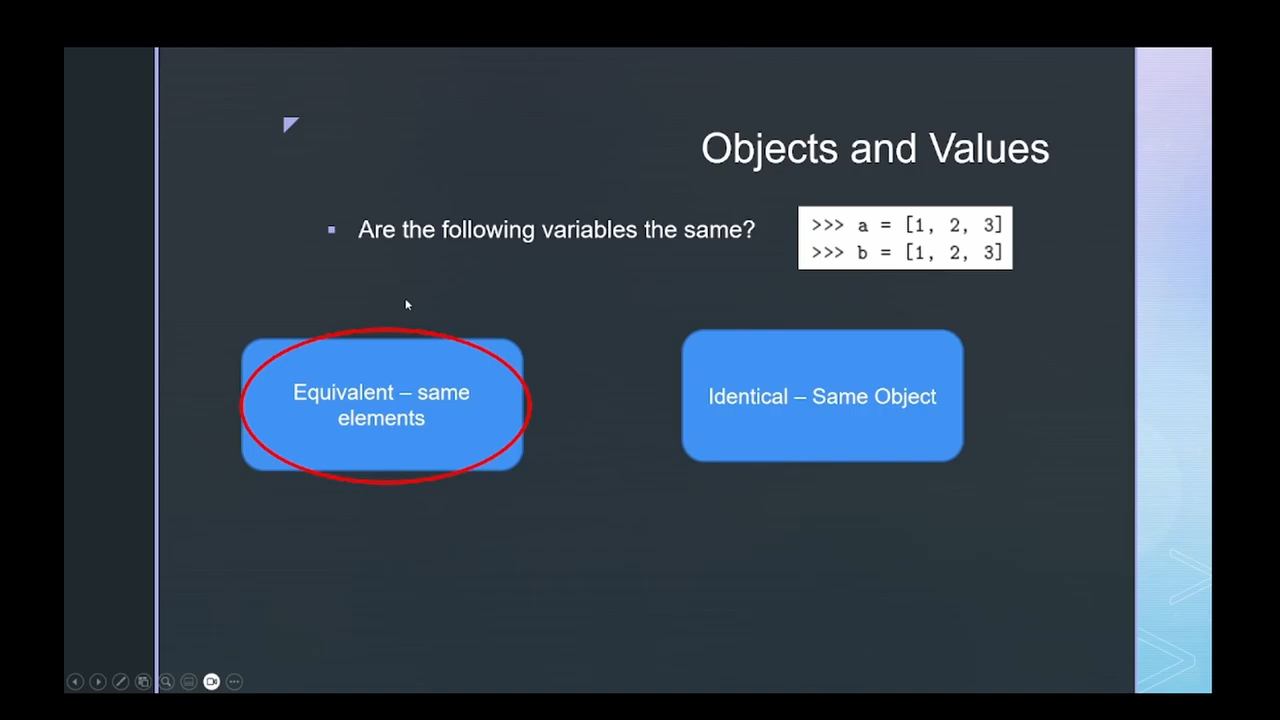 Objects and Values
▪ Are the following variables the same?
>>> a = [1, 2, 3]
>>> b = [1, 2, 3]
Equivalent – same
elements
Identical – Same Object